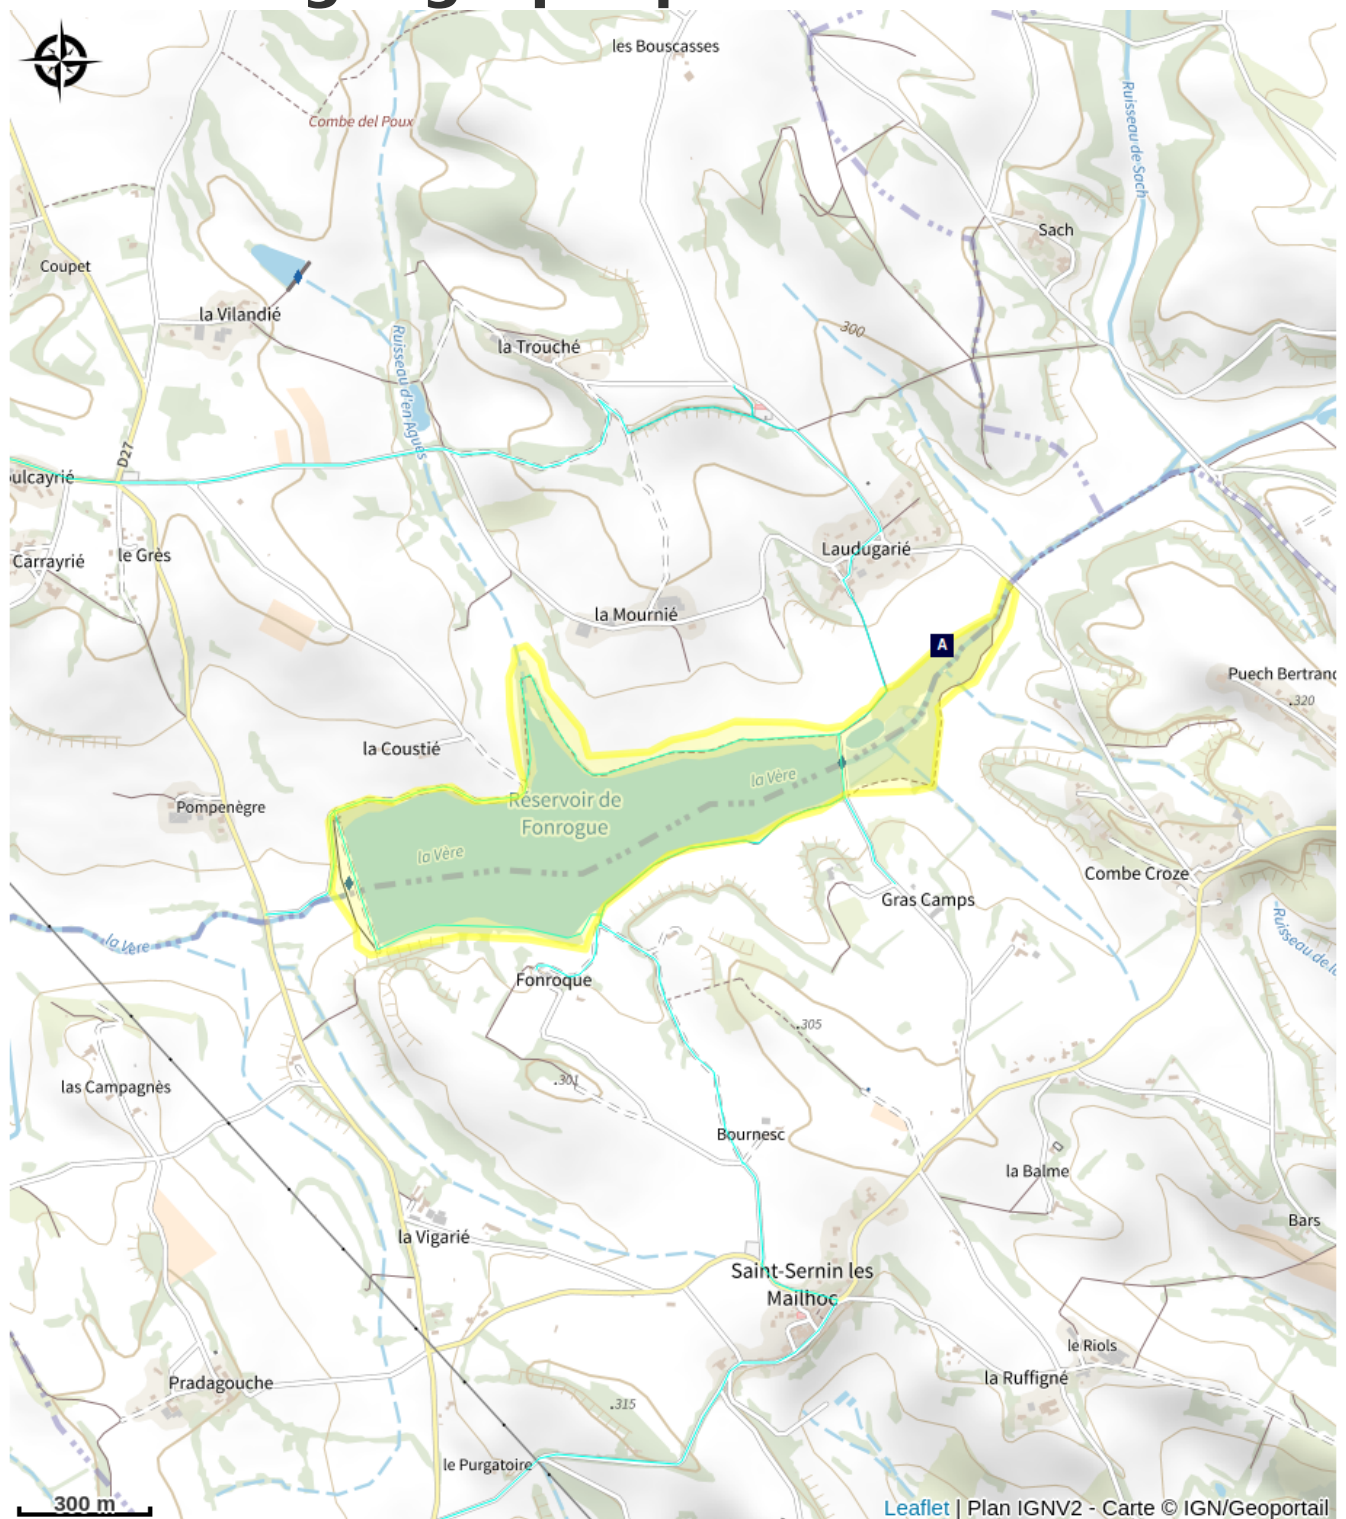 les Bouscasses
Combe del Poux
Ruisseau de Sach
Sach
Coupet
la Vilandié
300
la Trouché
Ruisseau d'en Agues
D27
oulcayrié
Carrayrié
le Grès
Laudugarié
la Mournié
A
Puech Bertrand
.320
la Coustié
Pompenègre
Réservoir de
Fonrogue
la Vère
la Vère
Combe Croze
Gras Camps
la Vère
Fonroque
.305
.301
las Campagnès
Bournesc
la Balme
Bars
la Vigarié
Saint-Sernin les
Mailhoc
le Riols
la Ruffigné
Pradagouche
.315
le Purgatoire
300 m
Leaflet | Plan IGNV2 - Carte © IGN/Geoportail